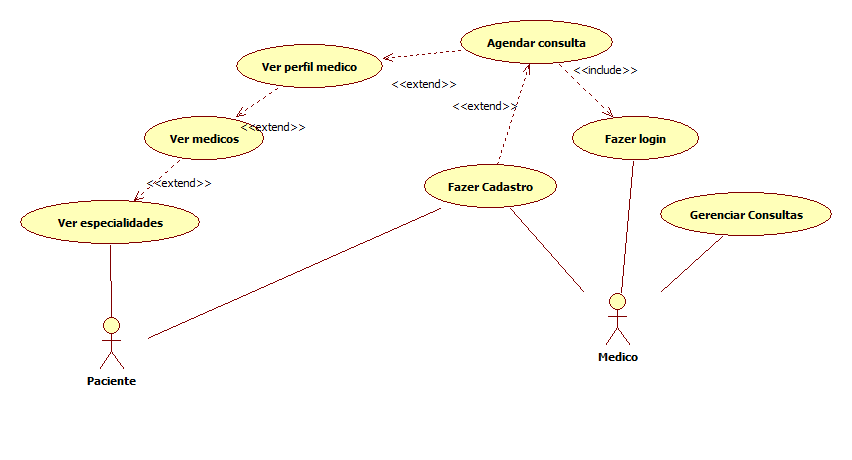 Agendar consulta
Ver perfil medico
<<include>>
<<extend>>
<<extend>>
<<extend>>
Ver medicos
Fazer login
<<extend>>
Fazer Cadastro
Ver especialidades
Gerenciar Consultas
Medico
Paciente